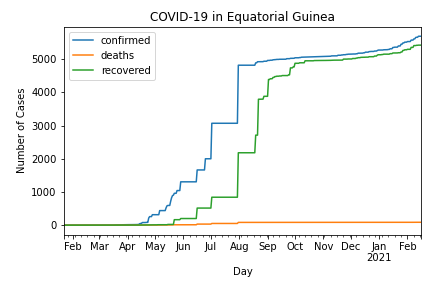 COVID-19 in Equatorial Guinea
confirmed
deaths
recovered
Number of Cases
5000
4000
3000
2000
1000
0
Feb Mar Apr May Jun Jul Aug Sep Oct Nov Dec Jan Feb
2021
Day